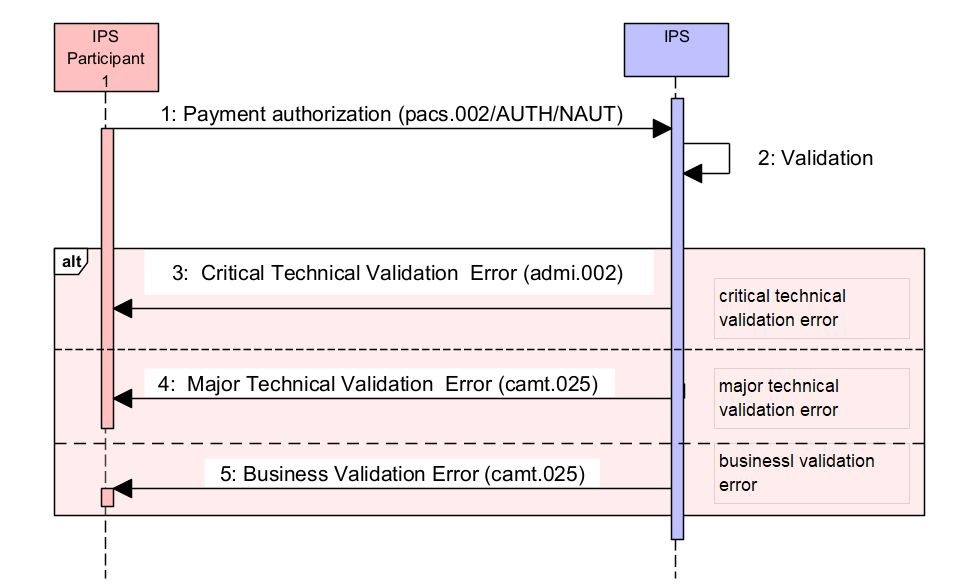 IPS
Participant
1
IPS
1: Payment authorization (pacs.002/AUTH/NAUT)
2: Validation
alt
3:  Critical Technical Validation  Error (admi.002)
critical technical
validation error
4:  Major Technical Validation  Error (camt.025)
major technical
validation error
5: Business Validation Error (camt.025)
businessl validation
error